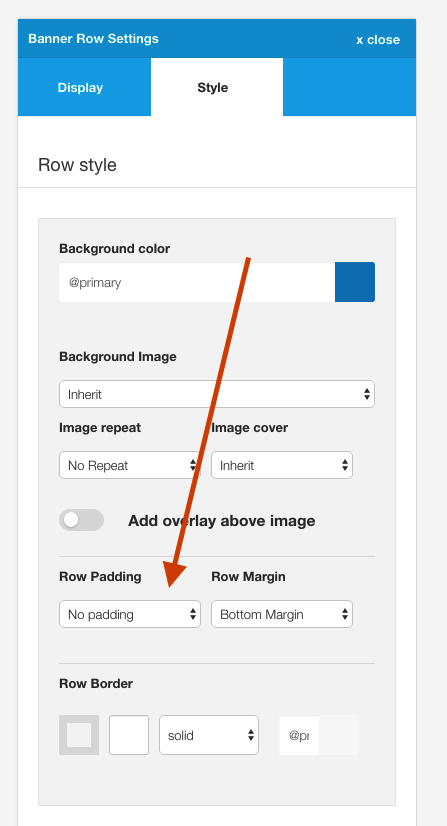 Banner Row Settings x close
Display Style
Row style
Background color
@primary
Background Image
Inherit
Image repeat Image cover
No Repeat Inherit
Add overlay above image
Row Padding Row Margin
No padding Bottom Margin
Row Border
solid @pr